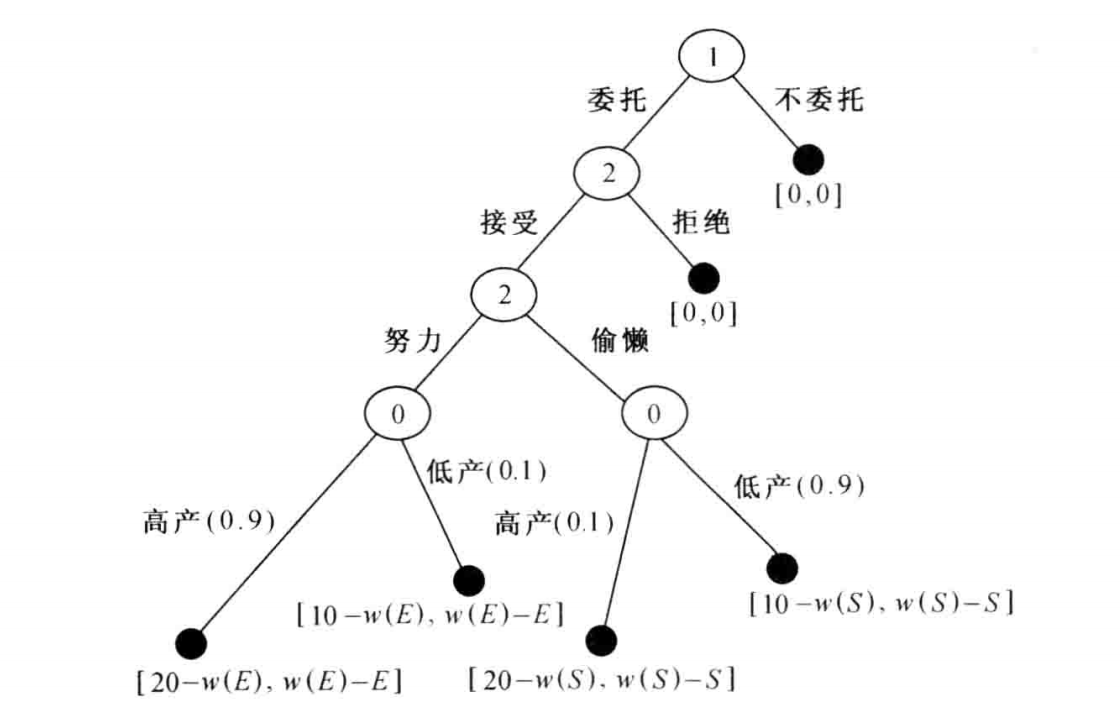 1
委托
不委托
2
[0,0]
接受
拒绝
2
[0,0]
努力
偷懒
0
0
低产(0.1)
低产(0.9)
高产(0.9)
高产(0.1)
[10-w(E), w(E)-E]
[10-w(S), w(S)-S]
[20-w(E), w(E)-E]
[20-w(S), w(S)-S]